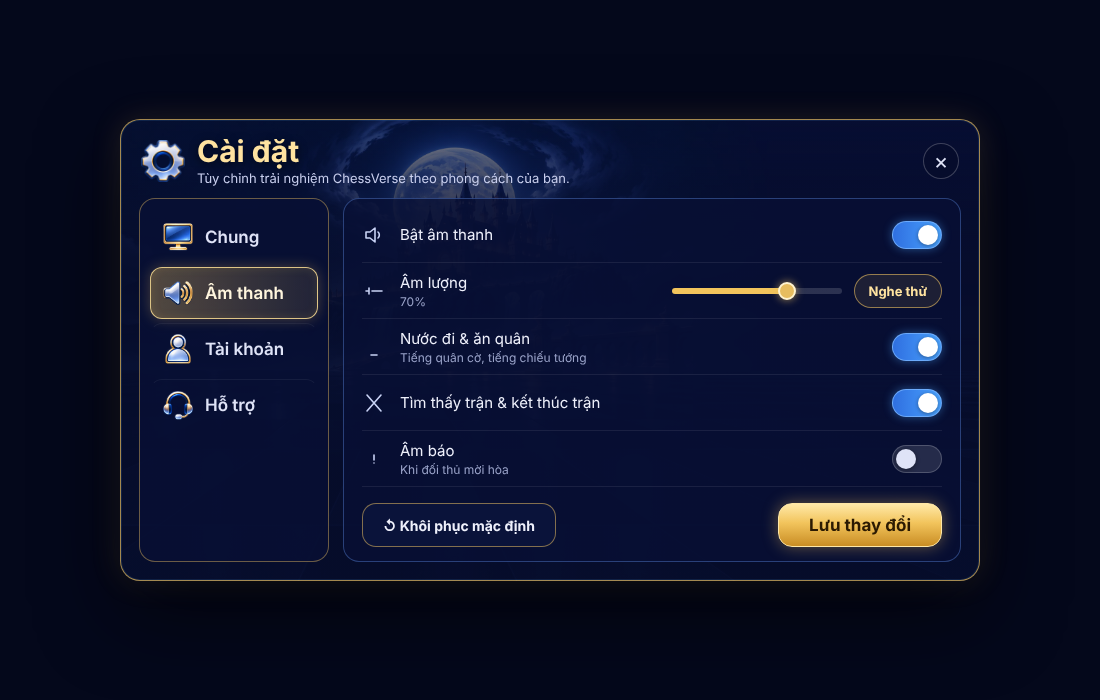 Cài đặt
Tùy chỉnh trải nghiệm ChessVerse theo phong cách của bạn.
Chung
Âm thanh
Tài khoản
Hỗ trợ
Bật âm thanh
Âm lượng
70%
Nghe thử
Nước đi & ăn quân
Tiếng quân cờ, tiếng chiếu tướng
Tìm thấy trận & kết thúc trận
Âm báo
Khi đối thủ mời hòa
Khôi phục mặc định
Lưu thay đổi